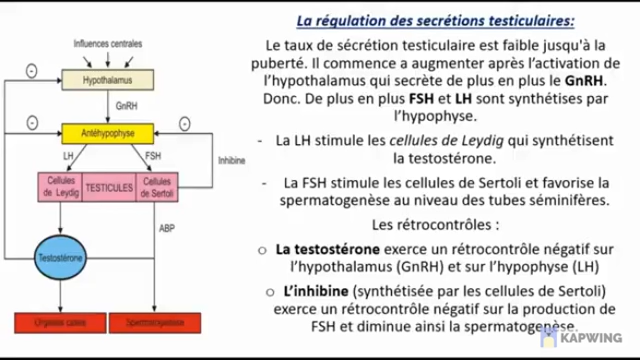 La régulation des secrétions testiculaires:
Le taux de sécrétion testiculaire est faible jusqu'à la
puberté. Il commence a augmenter après l'activation de
l'hypothalamus qui secrète de plus en plus le GnRH.
Donc. De plus en plus FSH et LH sont synthétises par
l'hypophyse.
- La LH stimule les cellules de Leydig qui synthétisent
la testostérone.
- La FSH stimule les cellules de Sertoli et favorise la
spermatogenèse au niveau des tubes séminifères.
Les rétrocontrôles :
o La testostérone exerce un rétrocontrôle négatif sur
l'hypothalamus (GnRH) et sur l'hypophyse (LH)
o L'inhibine (synthétisée par les cellules de Sertoli)
exerce un rétrocontrôle négatif sur la production de
FSH et diminue ainsi la spermatogenèse.
Influences centrales
-
Hypothalamus
GnRH
-
-
Antéhypophyse
LH
FSH
Inhibine
Cellules
de Leydig
TESTICULES
Cellules
de Sertoli
ABP
Testostérone
Organes cibles
Spermatogenèse
KAPWING